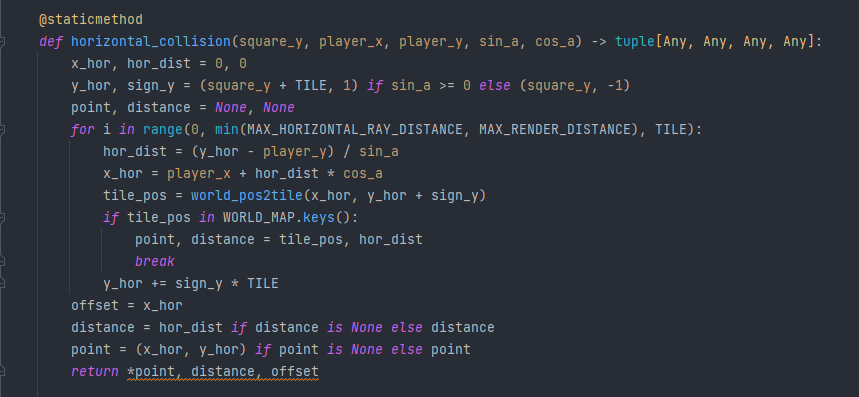 @staticmethod
def horizontal_collision(square_y, player_x, player_y, sin_a, cos_a) -> tuple[Any, Any, Any, Any]:
    x_hor, hor_dist = 0, 0
    y_hor, sign_y = (square_y + TILE, 1) if sin_a >= 0 else (square_y, -1)
    point, distance = None, None
    for i in range(0, min(MAX_HORIZONTAL_RAY_DISTANCE, MAX_RENDER_DISTANCE), TILE):
        hor_dist = (y_hor - player_y) / sin_a
        x_hor = player_x + hor_dist * cos_a
        tile_pos = world_pos2tile(x_hor, y_hor + sign_y)
        if tile_pos in WORLD_MAP.keys():
            point, distance = tile_pos, hor_dist
            break
        y_hor += sign_y * TILE
    offset = x_hor
    distance = hor_dist if distance is None else distance
    point = (x_hor, y_hor) if point is None else point
    return *point, distance, offset